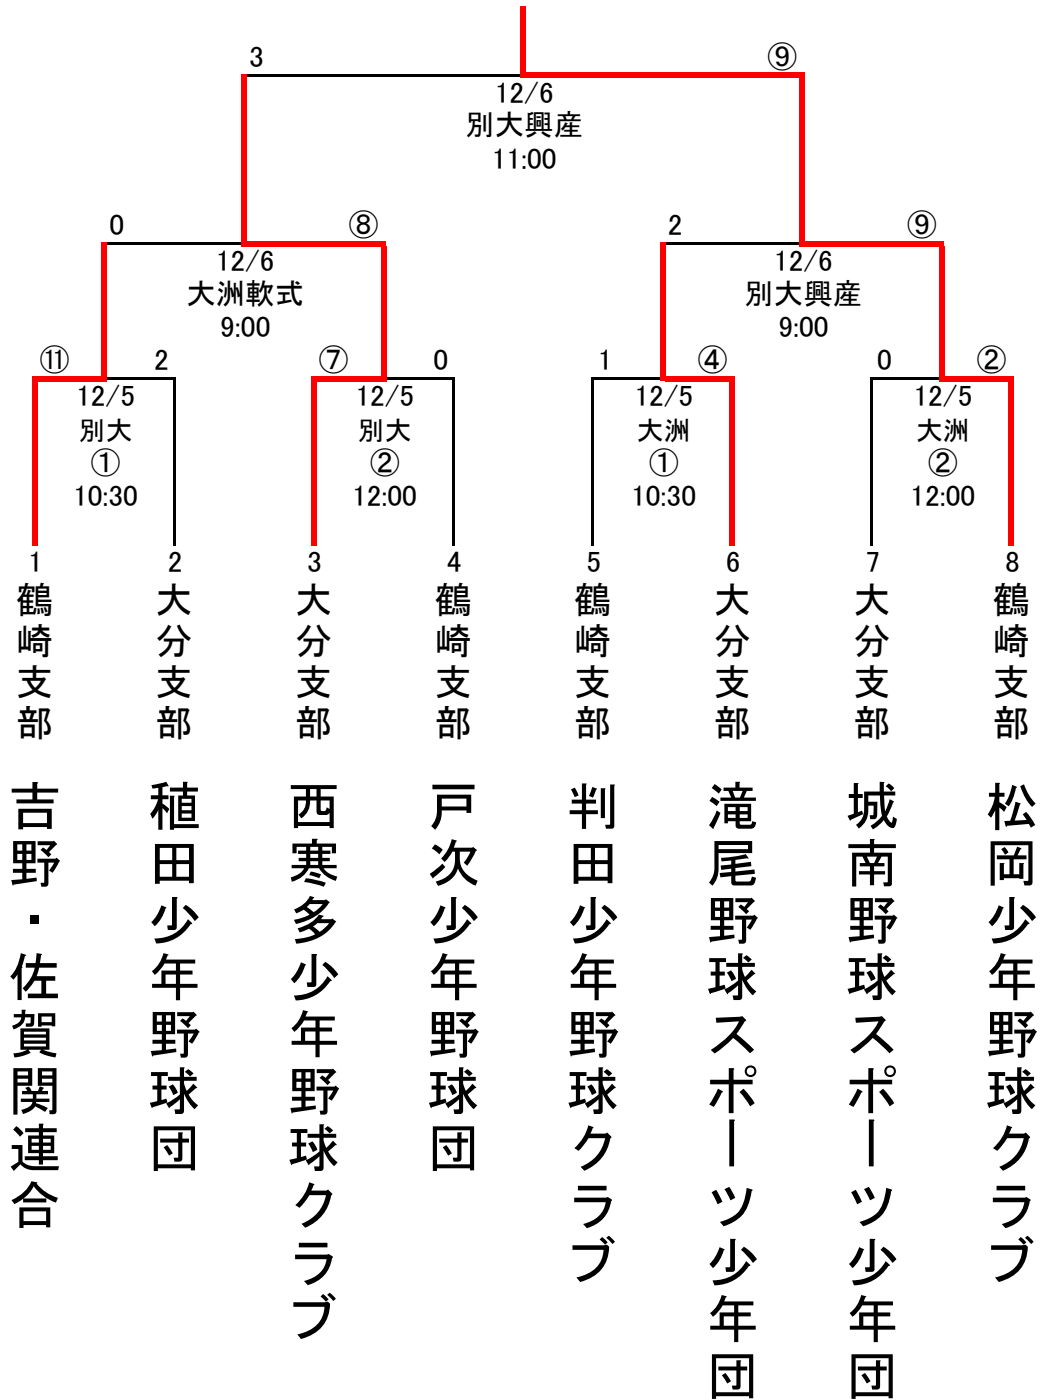 3 ⑨
12/6
別大興産
11:00
0 ⑧ 2 ⑨
12/6 12/6
大洲軟式 別大興産
9:00 9:00
⑪ 2 ⑦ 0 1 ④ 0 ②
12/5 12/5 12/5 12/5
別大 別大 大洲 大洲
① ② ① ②
10:30 12:00 10:30 12:00
1 2 3 4 5 6 7 8
鶴崎支部
大分支部
大分支部
鶴崎支部
鶴崎支部
大分支部
大分支部
鶴崎支部
吉野・佐賀関連合
稙田少年野球団
西寒多少年野球クラブ
戸次少年野球団
判田少年野球クラブ
滝尾野球スポーツ少年団
城南野球スポーツ少年団
松岡少年野球クラブ